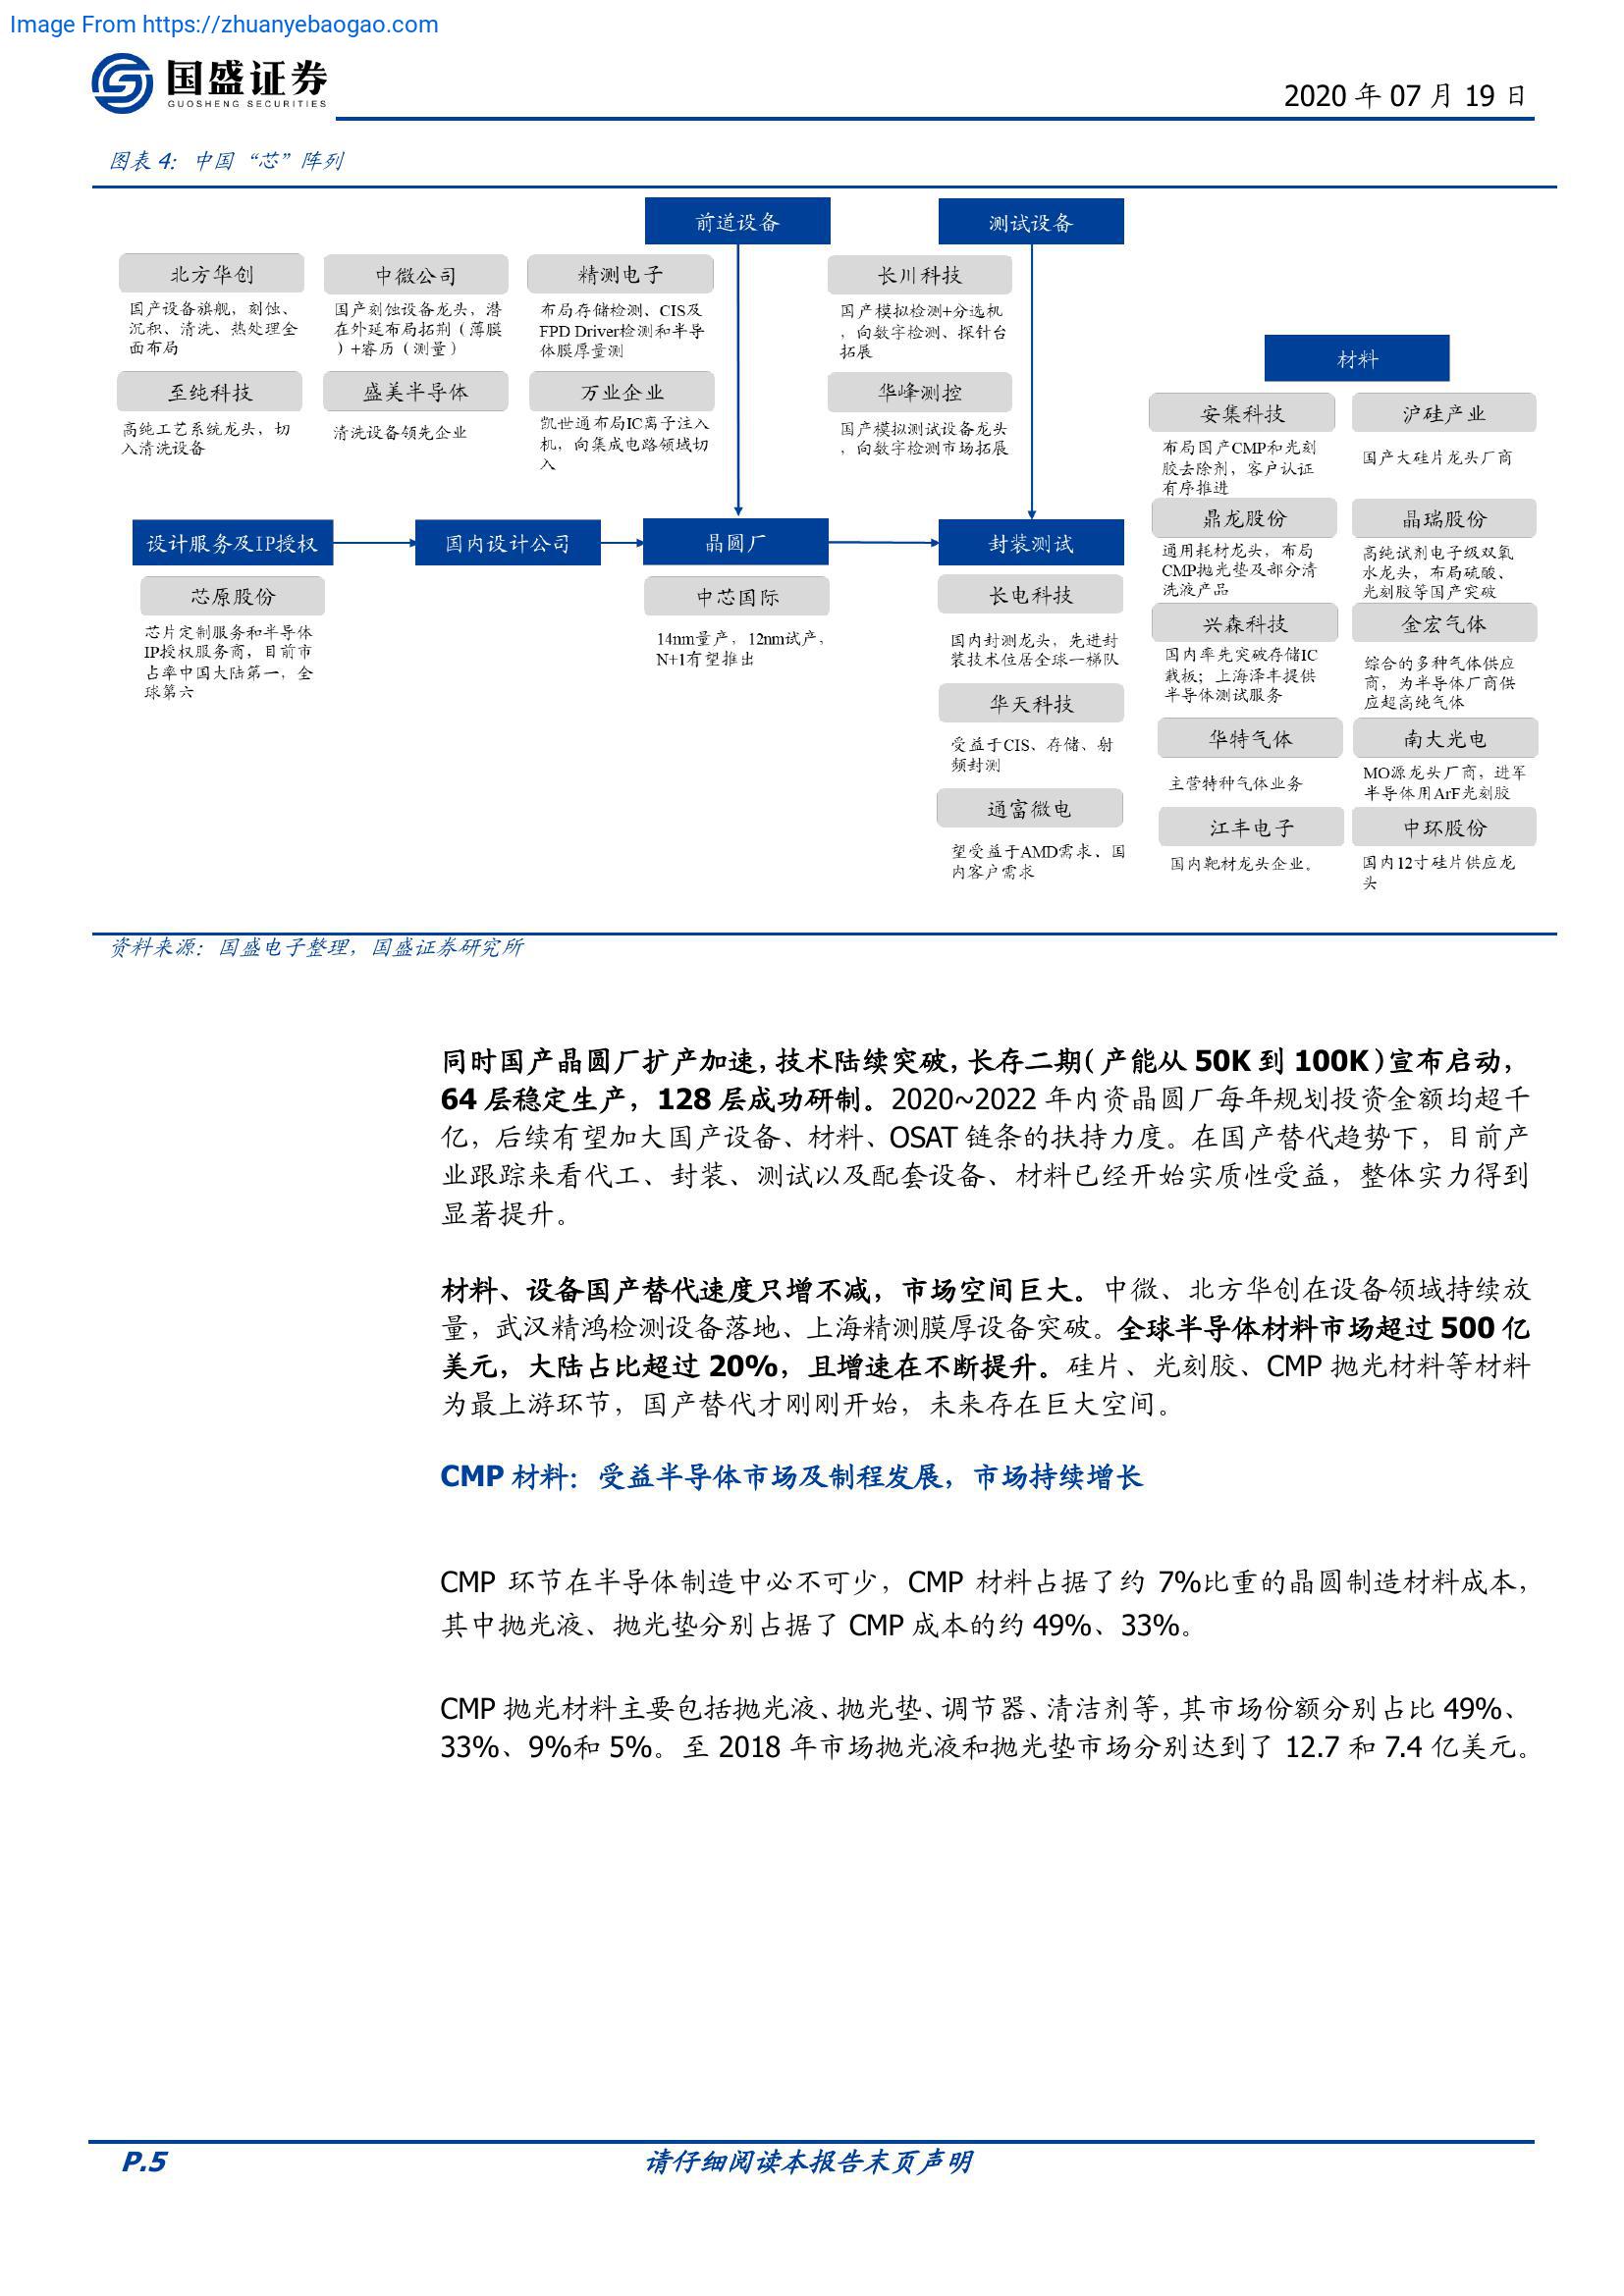 Image From https://zhuanyebaogao.com
国盛证券
GUOSHENG SECURITIES
2020 年 07 月 19 日
图表 4：中国“芯”阵列
前道设备
测试设备
北方华创
国产设备旗舰，刻蚀、
沉积、清洗、热处理全
面布局
中微公司
国产刻蚀设备龙头，潜
在外延布局拓荆（薄膜
）+睿历（测量）
精测电子
布局存储检测、CIS及
FPD Driver检测和半导
体膜厚量测
长川科技
国产模拟检测+分选机
，向数字检测、探针台
拓展
至纯科技
高纯工艺系统龙头，切
入清洗设备
盛美半导体
清洗设备领先企业
万业企业
凯世通布局IC离子注入
机，向集成电路领域切
入
华峰测控
国产模拟测试设备龙头
，向数字检测市场拓展
设计服务及IP授权
国内设计公司
晶圆厂
封装测试
芯原股份
芯片定制服务和半导体
IP授权服务商，目前市
占率中国大陆第一，全
球第六
中芯国际
14nm量产，12nm试产，
N+1有望推出
长电科技
国内封测龙头，先进封
装技术位居全球一梯队
华天科技
受益于CIS、存储、射
频封测
通富微电
望受益于AMD需求、国
内客户需求
材料
安集科技
布局国产CMP和光刻
胶去除剂，客户认证
有序推进
沪硅产业
国产大硅片龙头厂商
鼎龙股份
通用耗材龙头，布局
CMP抛光垫及部分清
洗液产品
晶瑞股份
高纯试剂电子级双氧
水龙头，布局硫酸、
光刻胶等国产突破
兴森科技
国内率先突破存储IC
载板；上海泽丰提供
半导体测试服务
金宏气体
综合的多种气体供应
商，为半导体厂商供
应超高纯气体
华特气体
主营特种气体业务
南大光电
MO源龙头厂商，进军
半导体用ArF光刻胶
江丰电子
国内靶材龙头企业。
中环股份
国内12寸硅片供应龙
头
资料来源：国盛电子整理，国盛证券研究所
同时国产晶圆厂扩产加速，技术陆续突破，长存二期（产能从 50K 到 100K）宣布启动，
64 层稳定生产，128 层成功研制。2020~2022 年内资晶圆厂每年规划投资金额均超千
亿，后续有望加大国产设备、材料、OSAT 链条的扶持力度。在国产替代趋势下，目前产
业跟踪来看代工、封装、测试以及配套设备、材料已经开始实质性受益，整体实力得到
显著提升。
材料、设备国产替代速度只增不减，市场空间巨大。中微、北方华创在设备领域持续放
量，武汉精鸿检测设备落地、上海精测膜厚设备突破。全球半导体材料市场超过 500 亿
美元，大陆占比超过 20%，且增速在不断提升。硅片、光刻胶、CMP 抛光材料等材料
为最上游环节，国产替代才刚刚开始，未来存在巨大空间。
CMP 材料：受益半导体市场及制程发展，市场持续增长
CMP 环节在半导体制造中必不可少，CMP 材料占据了约 7%比重的晶圆制造材料成本，
其中抛光液、抛光垫分别占据了 CMP 成本的约 49%、33%。
CMP 抛光材料主要包括抛光液、抛光垫、调节器、清洁剂等，其市场份额分别占比 49%、
33%、9%和 5%。至 2018 年市场抛光液和抛光垫市场分别达到了 12.7 和 7.4 亿美元。
P.5
请仔细阅读本报告末页声明